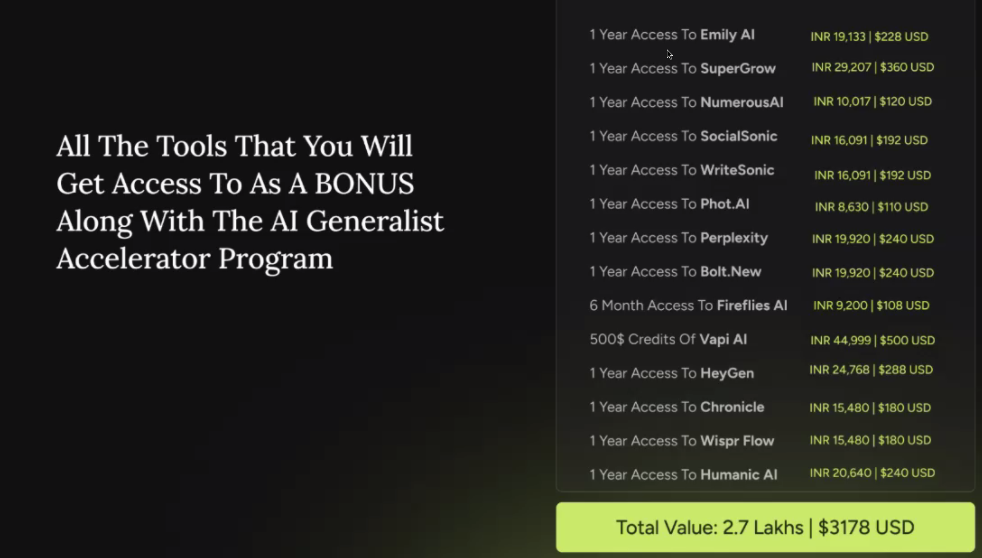 All The Tools That You Will
Get Access To As A BONUS
Along With The AI Generalist
Accelerator Program
1 Year Access To Emily AI INR 19,133 | $228 USD
1 Year Access To SuperGrow INR 29,207 | $360 USD
1 Year Access To NumerousAI INR 10,017 | $120 USD
1 Year Access To SocialSonic INR 16,091 | $192 USD
1 Year Access To WriteSonic INR 16,091 | $192 USD
1 Year Access To Phot.AI INR 8,630 | $110 USD
1 Year Access To Perplexity INR 19,920 | $240 USD
1 Year Access To Bolt.New INR 19,920 | $240 USD
6 Month Access To Fireflies AI INR 9,200 | $108 USD
500$ Credits Of Vapi AI INR 44,999 | $500 USD
1 Year Access To HeyGen INR 24,768 | $288 USD
1 Year Access To Chronicle INR 15,480 | $180 USD
1 Year Access To Wispr Flow INR 15,480 | $180 USD
1 Year Access To Humanic AI INR 20,640 | $240 USD
Total Value: 2.7 Lakhs | $3178 USD